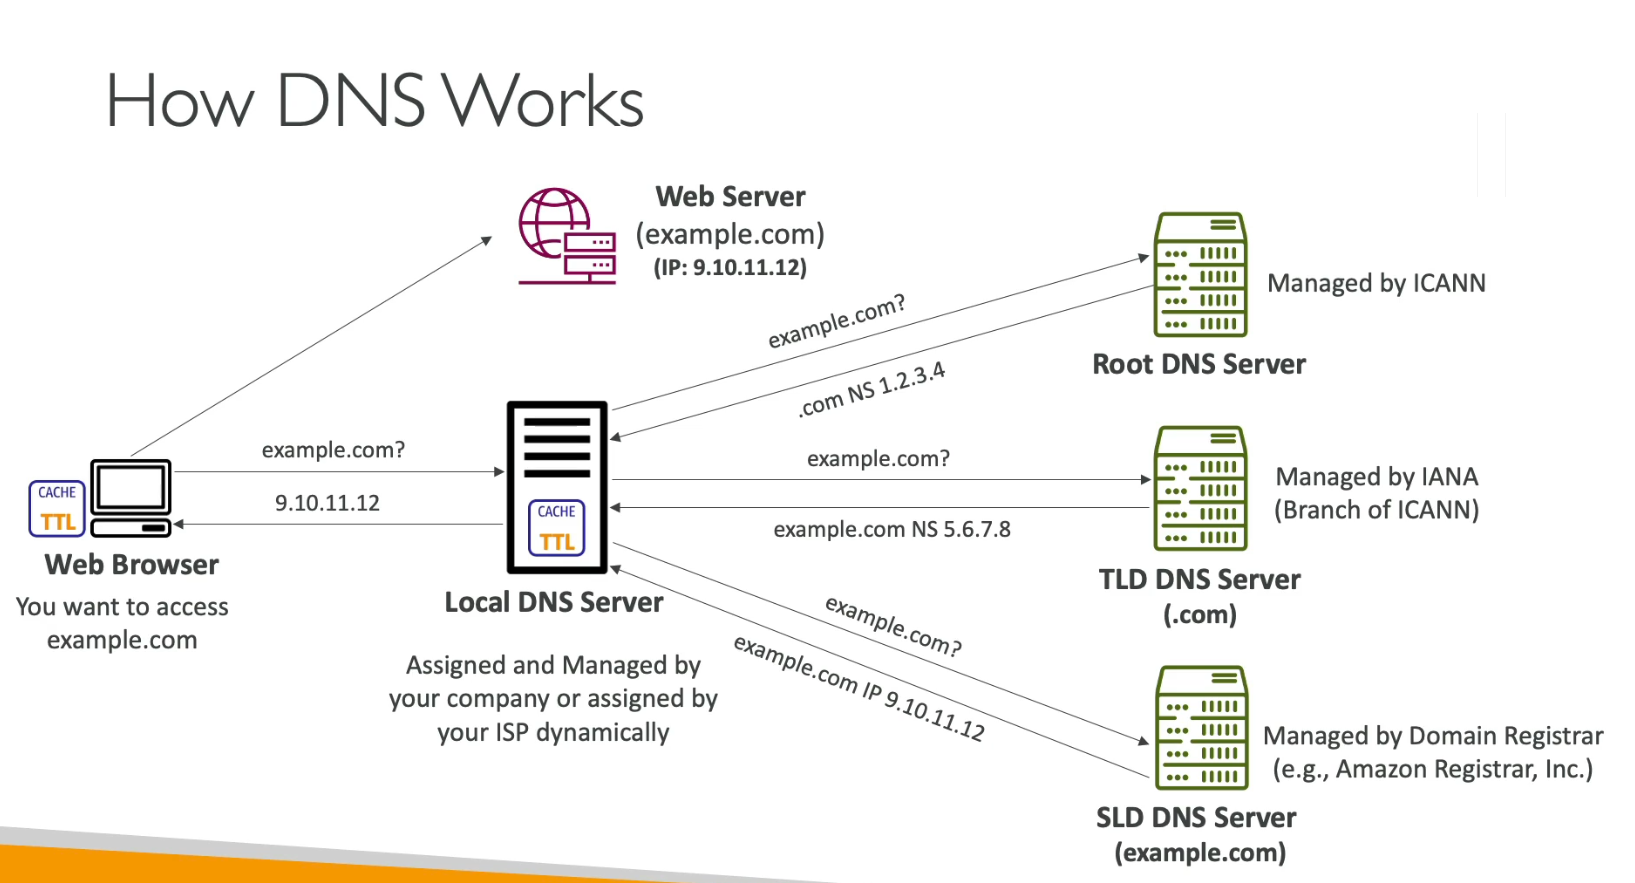 How DNS Works
Web Server
(example.com)
(IP: 9.10.11.12)
Managed by ICANN
example.com?
.com NS 1.2.3.4
Root DNS Server
example.com?
9.10.11.12
CACHE
TTL
Web Browser
You want to access
example.com
CACHE
TTL
Local DNS Server
Assigned and Managed by
your company or assigned by
your ISP dynamically
example.com?
example.com NS 5.6.7.8
Managed by IANA
(Branch of ICANN)
TLD DNS Server
(.com)
example.com?
example.com IP 9.10.11.12
Managed by Domain Registrar
(e.g., Amazon Registrar, Inc.)
SLD DNS Server
(example.com)